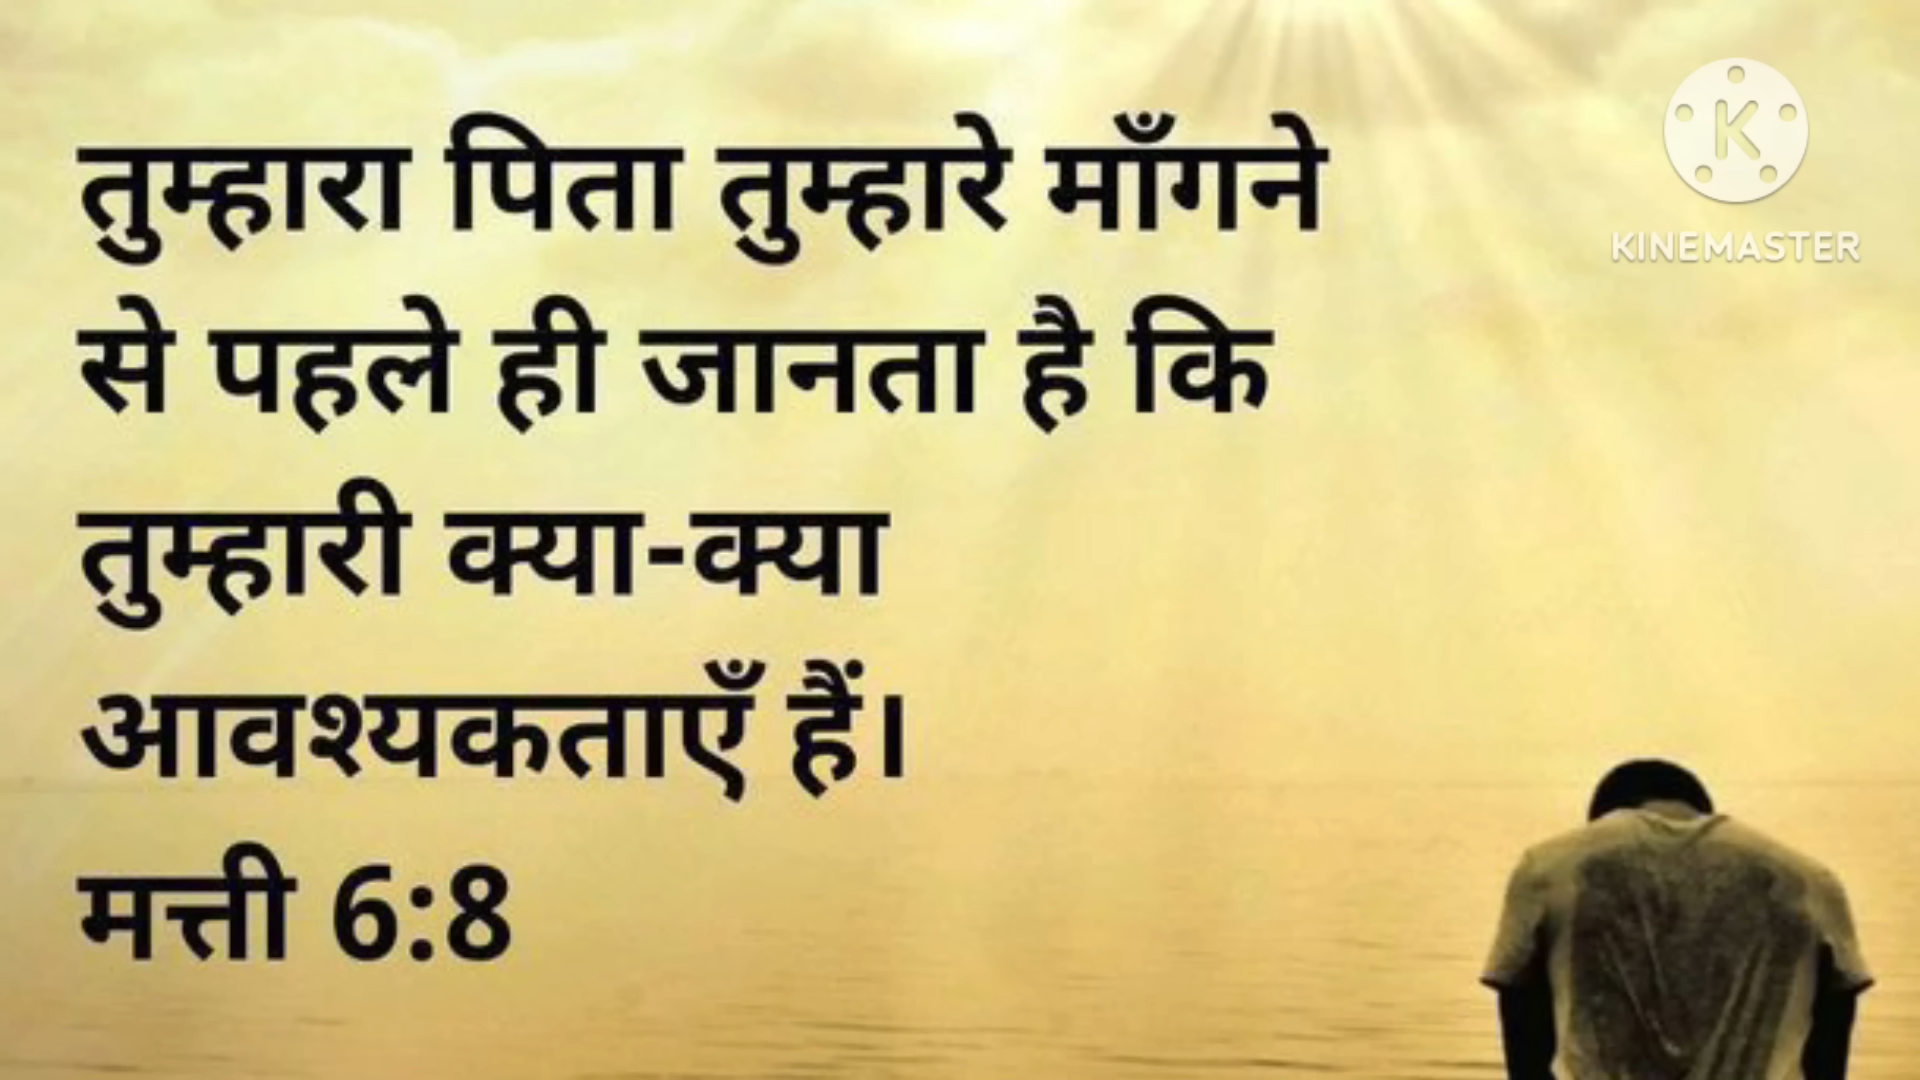 तुम्हारा पिता तुम्हारे माँगने
से पहले ही जानता है कि
तुम्हारी क्या-क्या
आवश्यकताएँ हैं।
मत्ती 6:8
K
KINEMASTER